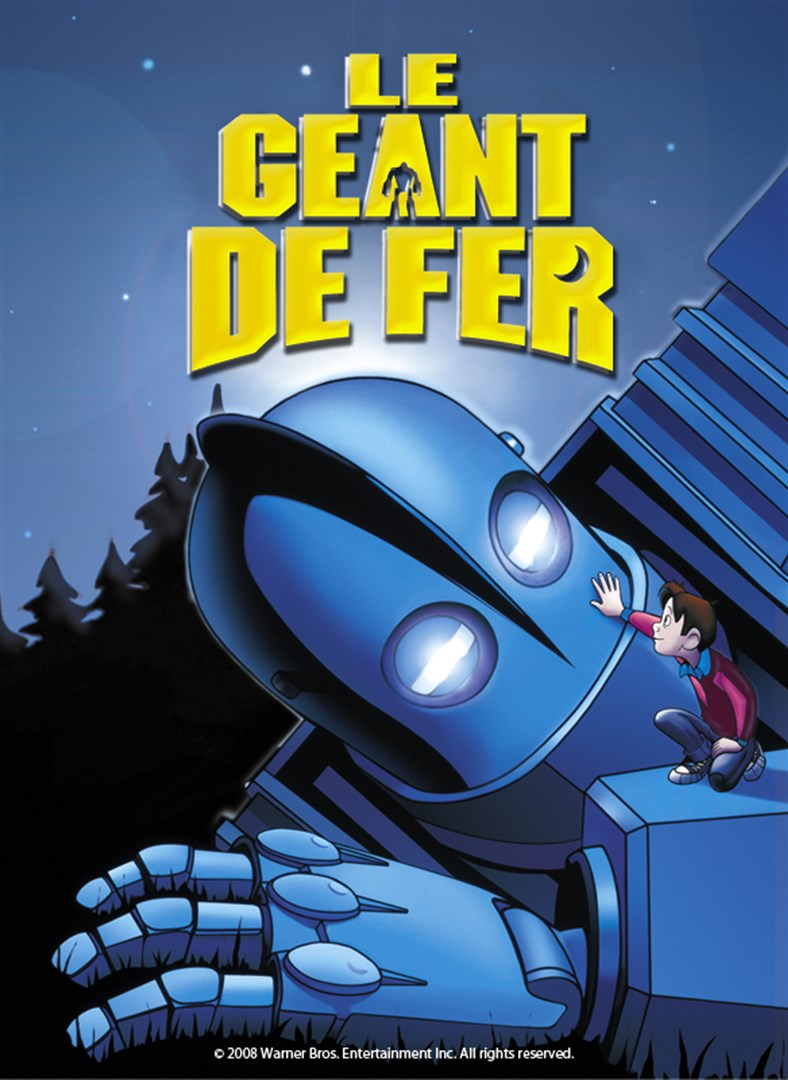 LE
GEANT
DE FER
© 2008 Warner Bros. Entertainment Inc. All rights reserved.